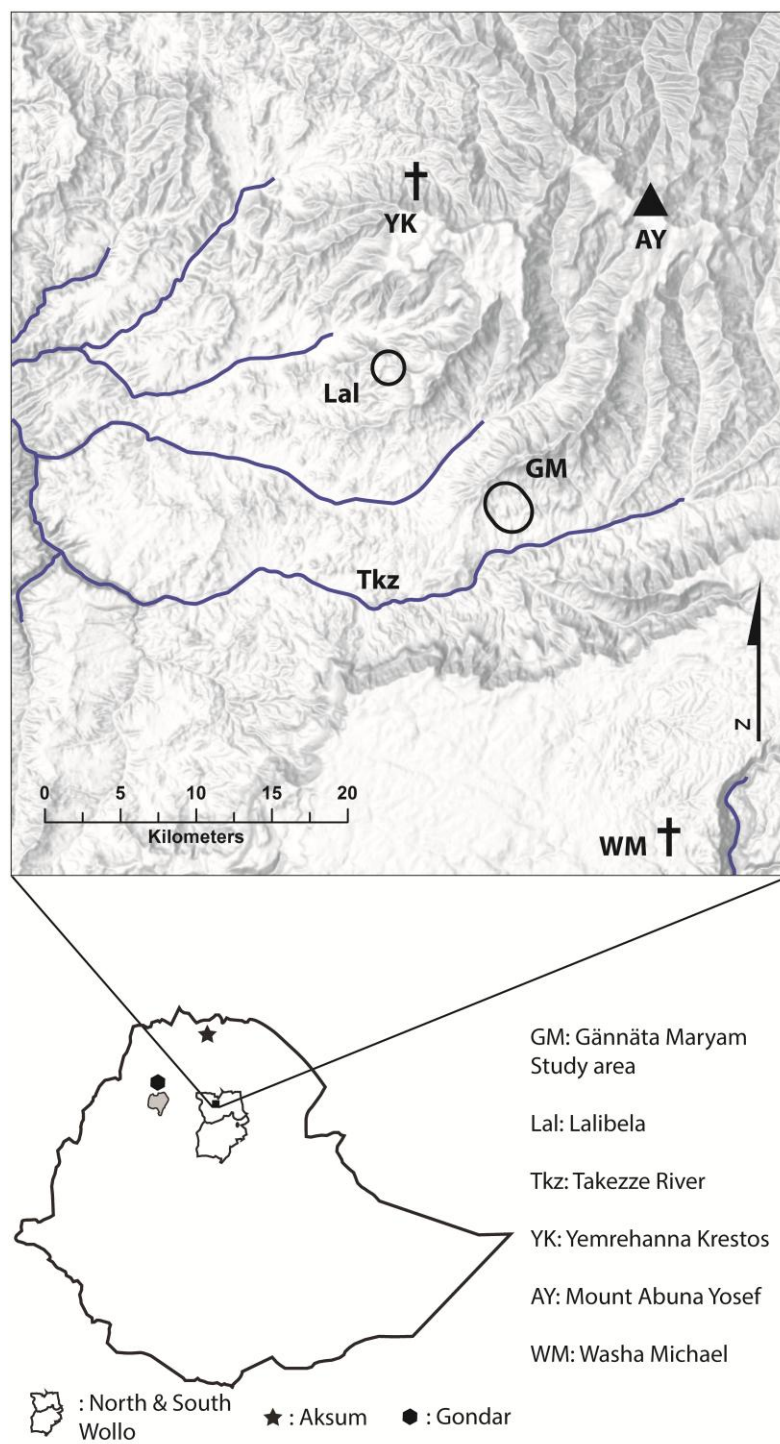 YK
AY
Lal
GM
Tkz
N
0 5 10 15 20
Kilometers
WM
GM: Gännäta Maryam
Study area
Lal: Lalibela
Tkz: Takezze River
YK: Yemrehanna Krestos
AY: Mount Abuna Yosef
WM: Washa Michael
: North & South
Wollo
: Aksum
: Gondar